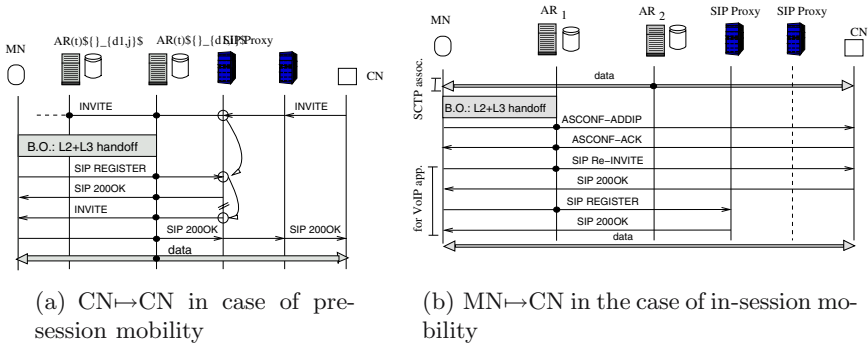 MN
AR(t)${}_{d1,j}$
AR(t)${}_{d1
SIP Proxy
CN
INVITE
INVITE
B.O.: L2+L3 handoff
SIP REGISTER
SIP 200OK
INVITE
SIP 200OK
SIP 200OK
data
(a) CN↦CN in case of pre-
session mobility
MN
AR 1
AR 2
SIP Proxy
SIP Proxy
CN
SCTP assoc.
data
B.O.: L2+L3 handoff
ASCONF-ADDIP
ASCONF-ACK
SIP Re-INVITE
SIP 200OK
for VoIP app.
SIP REGISTER
SIP 200OK
data
(b) MN↦CN in the case of in-session mo-
bility